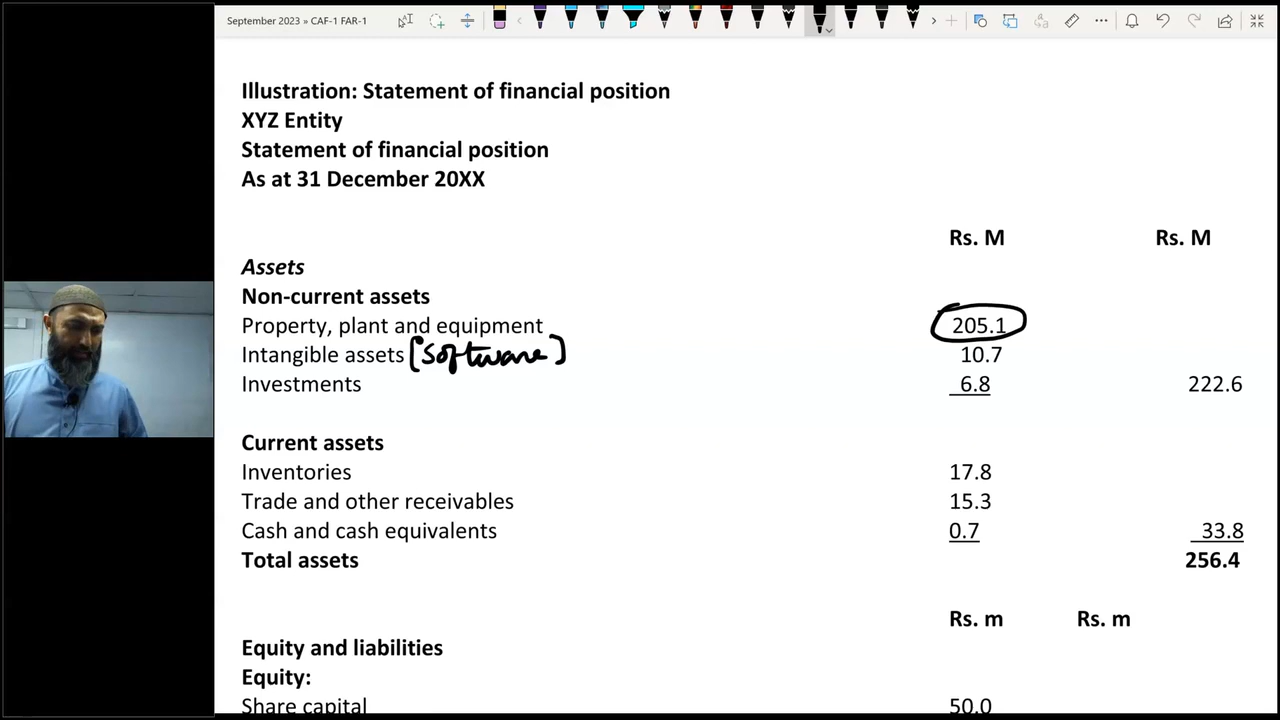 September 2023 » CAF-1 FAR-1
Illustration: Statement of financial position
XYZ Entity
Statement of financial position
As at 31 December 20XX
Rs. M Rs. M
Assets
Non-current assets
Property, plant and equipment 205.1
Intangible assets [Software] 10.7
Investments 6.8 222.6
Current assets
Inventories 17.8
Trade and other receivables 15.3
Cash and cash equivalents 0.7 33.8
Total assets 256.4
Rs. m Rs. m
Equity and liabilities
Equity:
Share capital 50.0